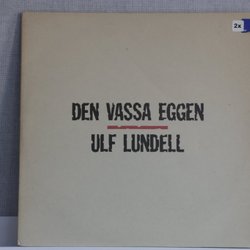 2x
DEN VASSA EGGEN
ULF LUNDELL